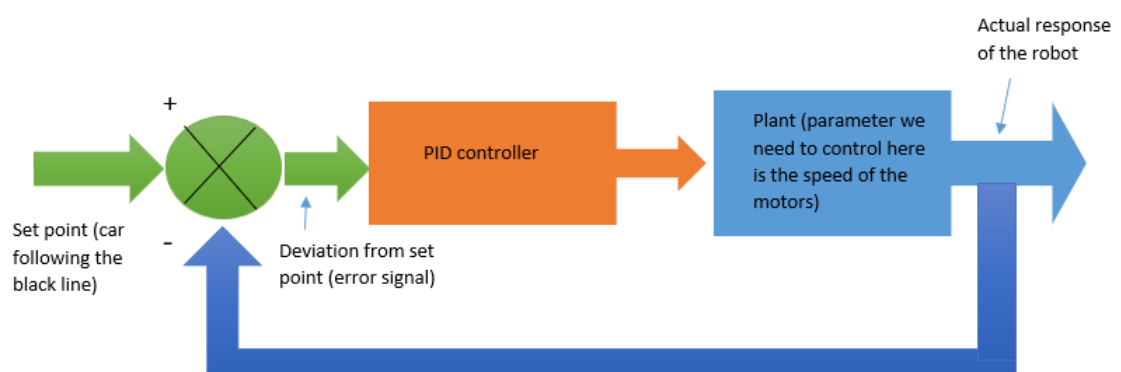 Actual response
of the robot
+
PID controller
Plant (parameter we
need to control here
is the speed of the
motors)
Set point (car
following the
black line)
-
Deviation from set
point (error signal)